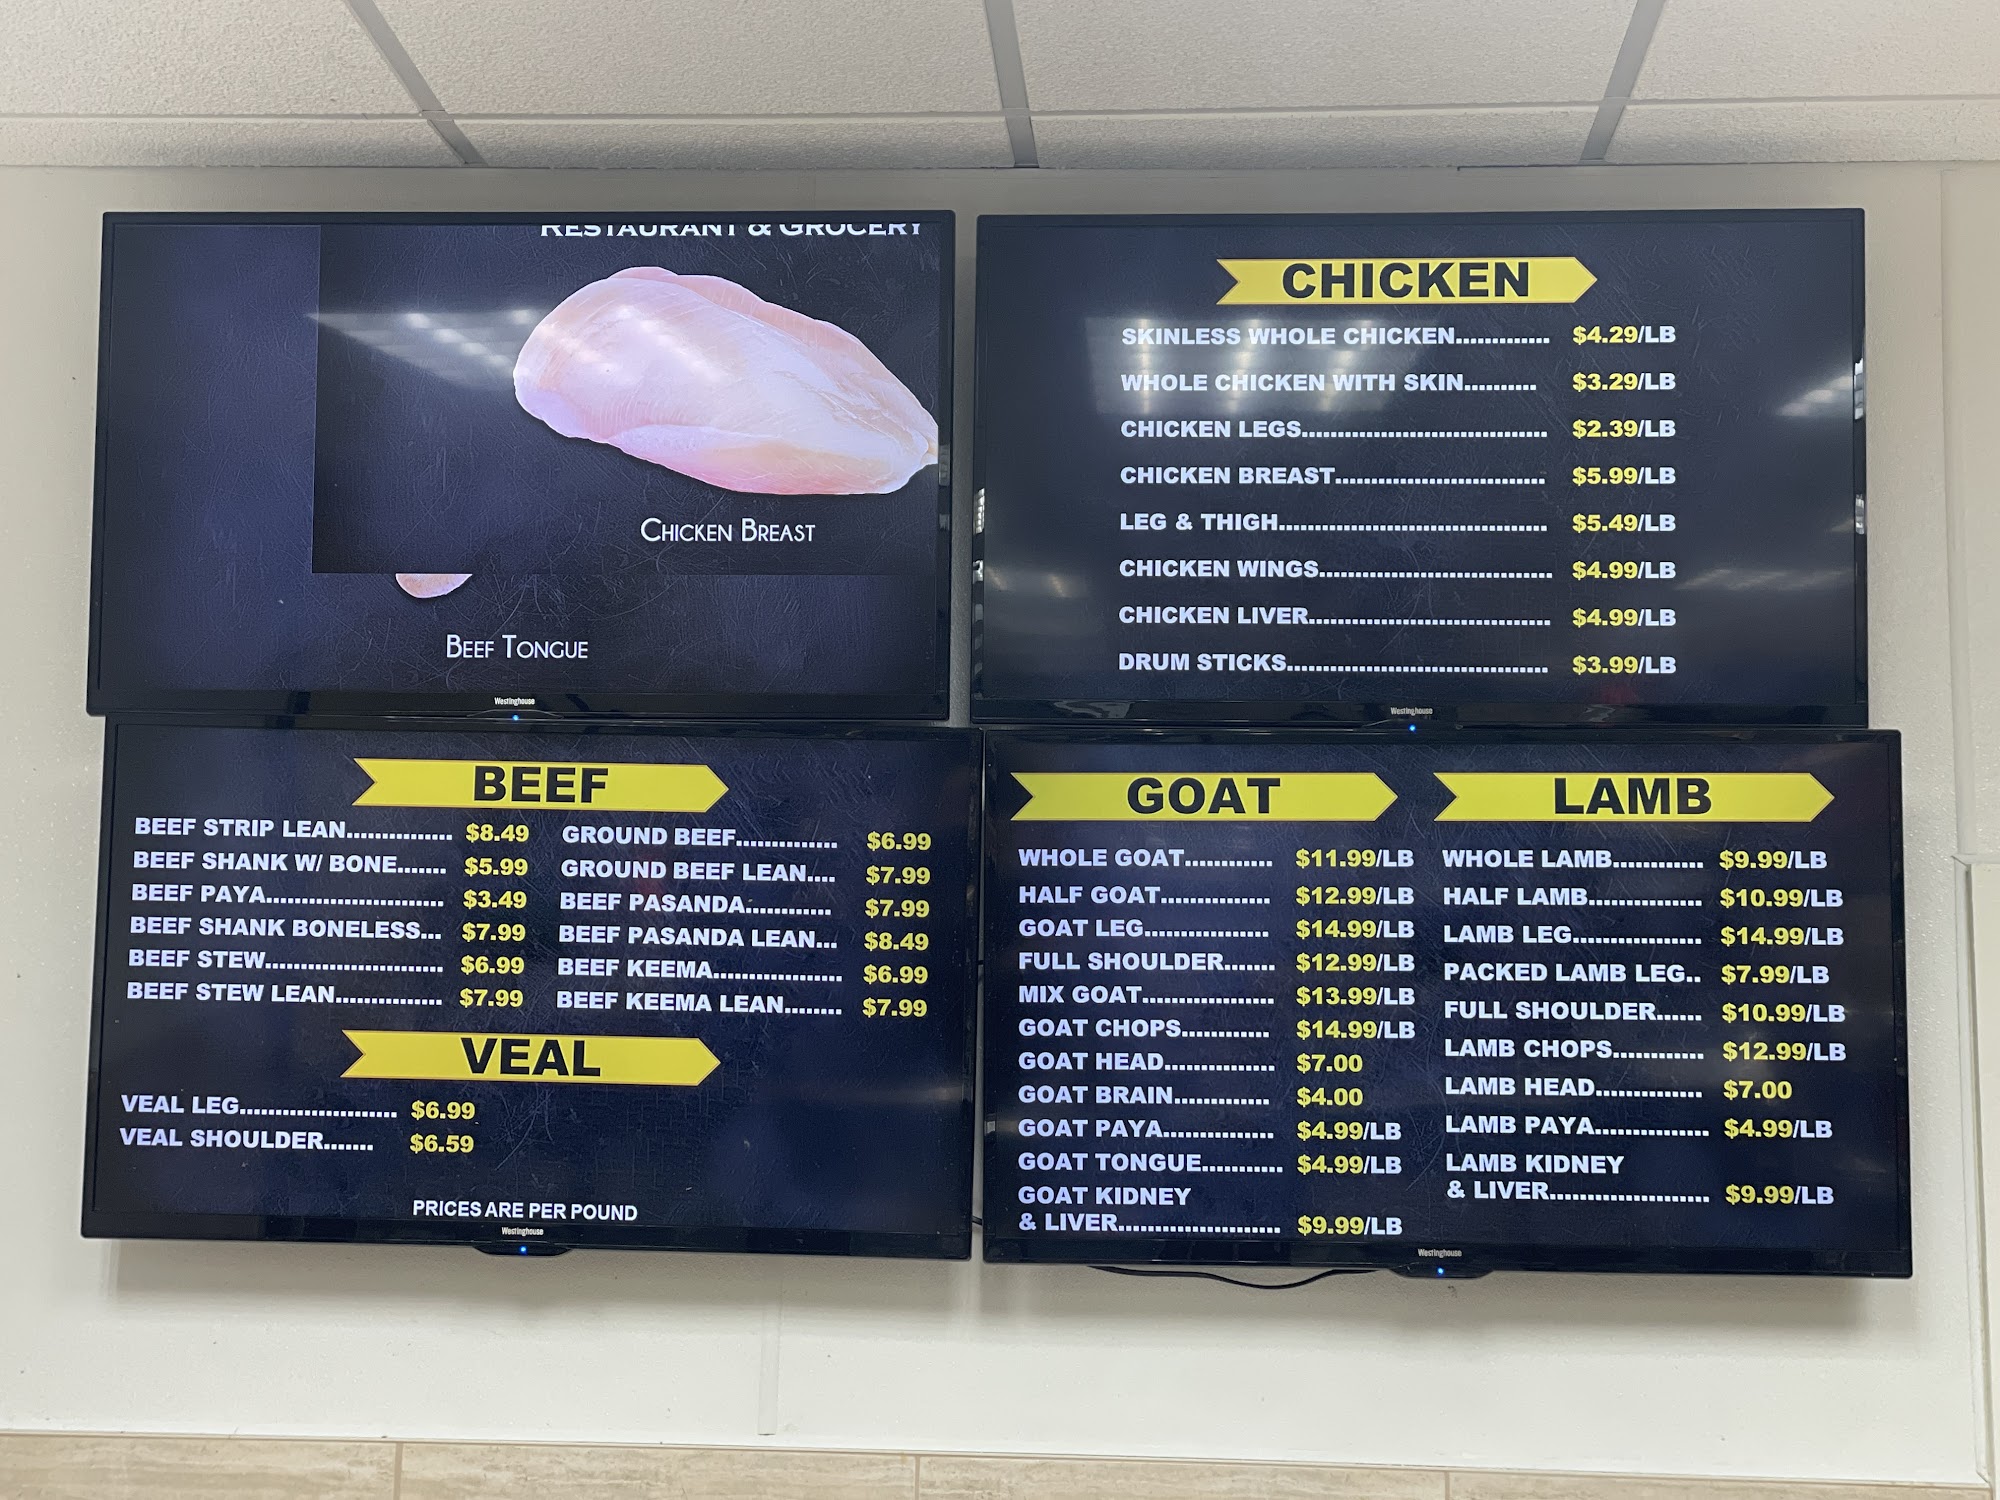 RESTAURANT & GROCERY
CHICKEN BREAST
BEEF TONGUE
Westinghouse
CHICKEN
SKINLESS WHOLE CHICKEN............. $4.29/LB
WHOLE CHICKEN WITH SKIN.......... $3.29/LB
CHICKEN LEGS.................................. $2.39/LB
CHICKEN BREAST............................. $5.99/LB
LEG & THIGH..................................... $5.49/LB
CHICKEN WINGS................................ $4.99/LB
CHICKEN LIVER................................. $4.99/LB
DRUM STICKS.................................... $3.99/LB
Westinghouse
BEEF
BEEF STRIP LEAN............... $8.49
BEEF SHANK W/ BONE....... $5.99
BEEF PAYA......................... $3.49
BEEF SHANK BONELESS... $7.99
BEEF STEW......................... $6.99
BEEF STEW LEAN............... $7.99
GROUND BEEF.............. $6.99
GROUND BEEF LEAN.... $7.99
BEEF PASANDA............ $7.99
BEEF PASANDA LEAN... $8.49
BEEF KEEMA.................. $6.99
BEEF KEEMA LEAN........ $7.99
VEAL
VEAL LEG...................... $6.99
VEAL SHOULDER....... $6.59
PRICES ARE PER POUND
Westinghouse
GOAT
WHOLE GOAT............ $11.99/LB
HALF GOAT............... $12.99/LB
GOAT LEG.................. $14.99/LB
FULL SHOULDER....... $12.99/LB
MIX GOAT................... $13.99/LB
GOAT CHOPS............ $14.99/LB
GOAT HEAD............... $7.00
GOAT BRAIN............. $4.00
GOAT PAYA................ $4.99/LB
GOAT TONGUE........... $4.99/LB
GOAT KIDNEY
& LIVER....................... $9.99/LB
LAMB
WHOLE LAMB............ $9.99/LB
HALF LAMB................ $10.99/LB
LAMB LEG.................. $14.99/LB
PACKED LAMB LEG.. $7.99/LB
FULL SHOULDER...... $10.99/LB
LAMB CHOPS............. $12.99/LB
LAMB HEAD............... $7.00
LAMB PAYA................ $4.99/LB
LAMB KIDNEY
& LIVER....................... $9.99/LB
Westinghouse